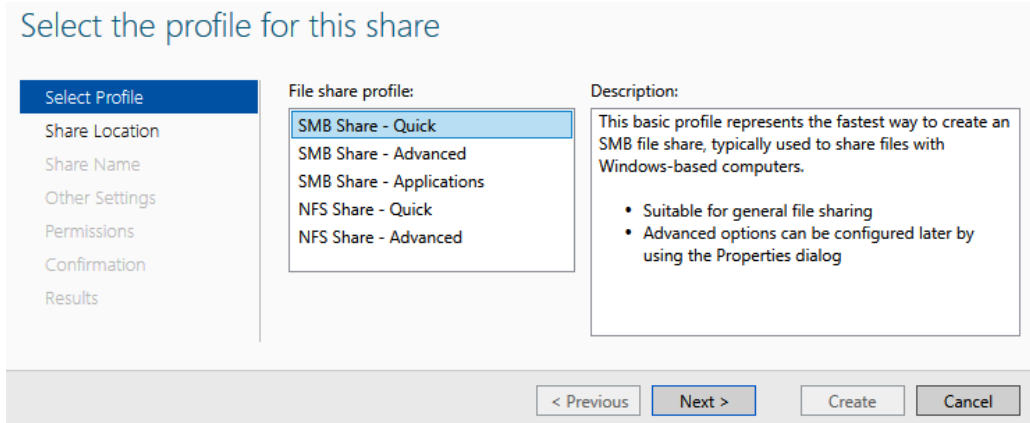 Select the profile for this share
Select Profile
Share Location
Share Name
Other Settings
Permissions
Confirmation
Results
File share profile:
SMB Share - Quick
SMB Share - Advanced
SMB Share - Applications
NFS Share - Quick
NFS Share - Advanced
Description:
This basic profile represents the fastest way to create an
SMB file share, typically used to share files with
Windows-based computers.
• Suitable for general file sharing
• Advanced options can be configured later by
using the Properties dialog
< Previous Next > Create Cancel